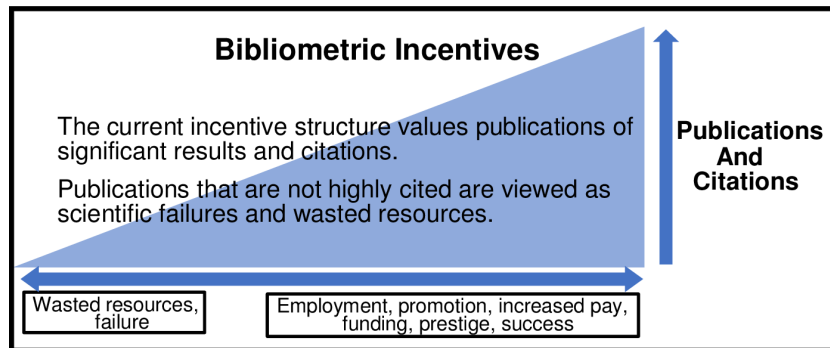 Bibliometric Incentives
The current incentive structure values publications of
significant results and citations.
Publications that are not highly cited are viewed as
scientific failures and wasted resources.
Publications
And
Citations
Wasted resources,
failure
Employment, promotion, increased pay,
funding, prestige, success